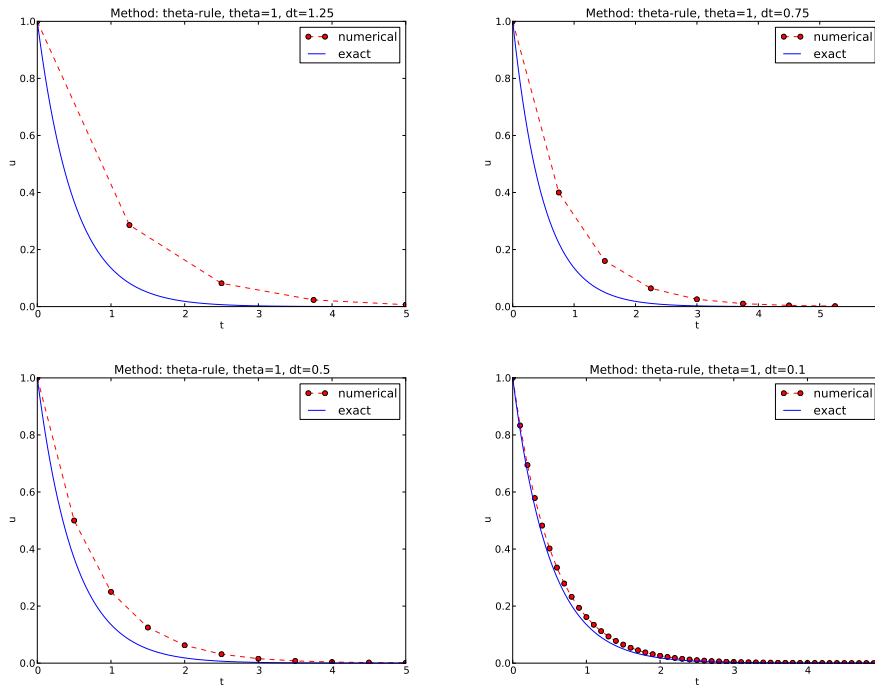 Method: theta-rule, theta=1, dt=1.25
1.0
0.8
0.6
0.4
0.2
0.0
u
0 1 2 3 4 5
t
numerical
exact
Method: theta-rule, theta=1, dt=0.75
1.0
0.8
0.6
0.4
0.2
0.0
u
0 1 2 3 4 5
t
numerical
exact
Method: theta-rule, theta=1, dt=0.5
1.0
0.8
0.6
0.4
0.2
0.0
u
0 1 2 3 4 5
t
numerical
exact
Method: theta-rule, theta=1, dt=0.1
1.0
0.8
0.6
0.4
0.2
0.0
u
0 1 2 3 4
t
numerical
exact